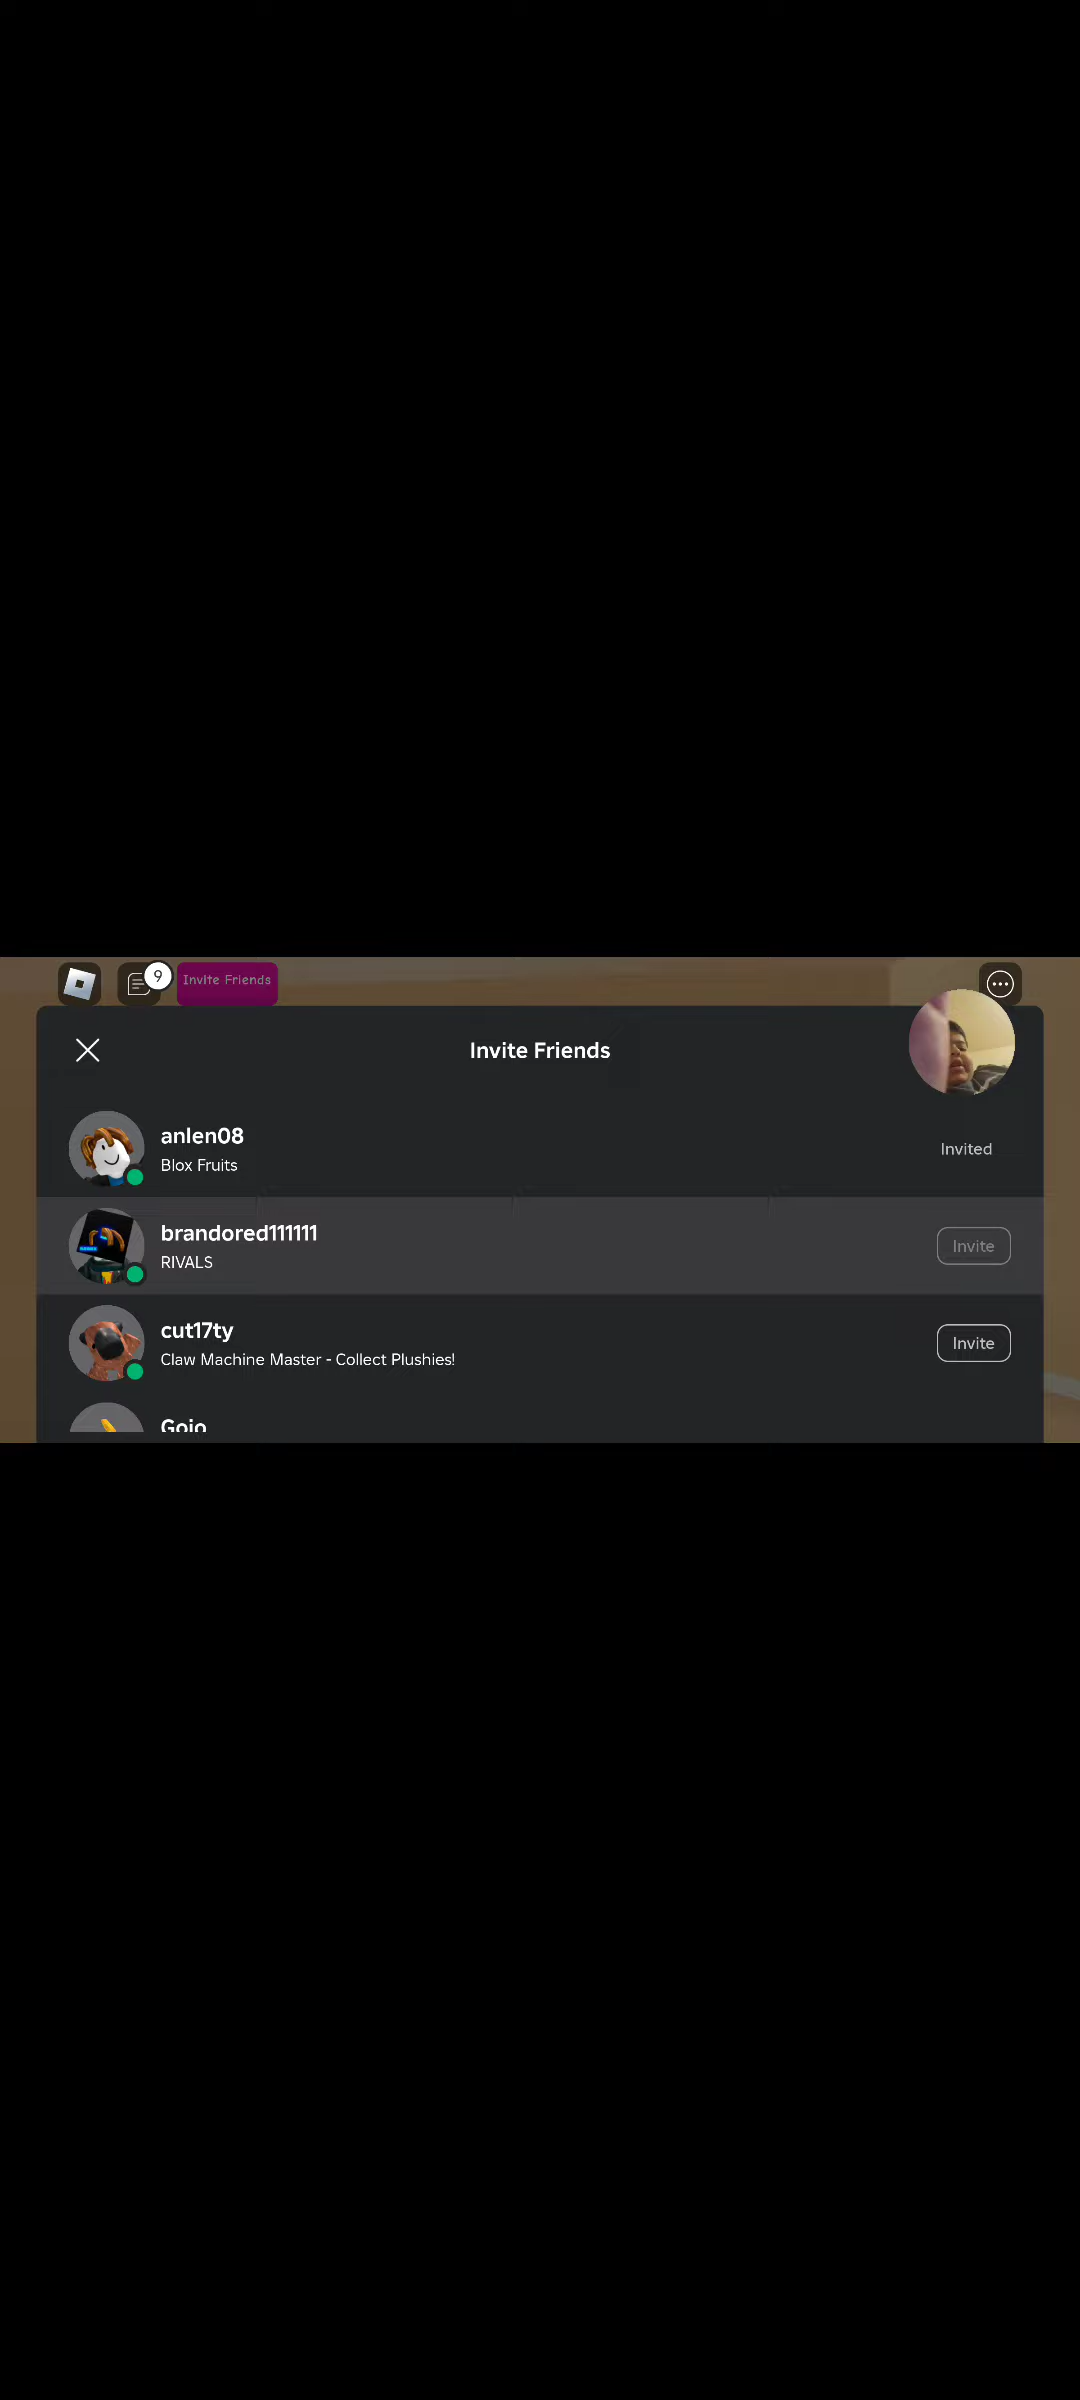 9
Invite Friends
Invite Friends
anlen08
Blox Fruits
Invited
brandored111111
RIVALS
Invite
cut17ty
Claw Machine Master - Collect Plushies!
Invite
Gojo